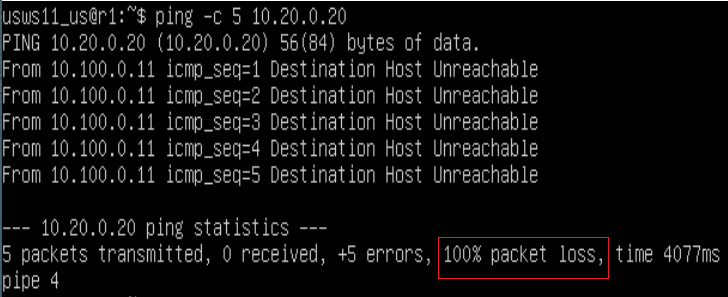 usws11_us@r1:~$ ping -c 5 10.20.0.20
PING 10.20.0.20 (10.20.0.20) 56(84) bytes of data.
From 10.100.0.11 icmp_seq=1 Destination Host Unreachable
From 10.100.0.11 icmp_seq=2 Destination Host Unreachable
From 10.100.0.11 icmp_seq=3 Destination Host Unreachable
From 10.100.0.11 icmp_seq=4 Destination Host Unreachable
From 10.100.0.11 icmp_seq=5 Destination Host Unreachable
--- 10.20.0.20 ping statistics ---
5 packets transmitted, 0 received, +5 errors, 100% packet loss, time 4077ms
pipe 4